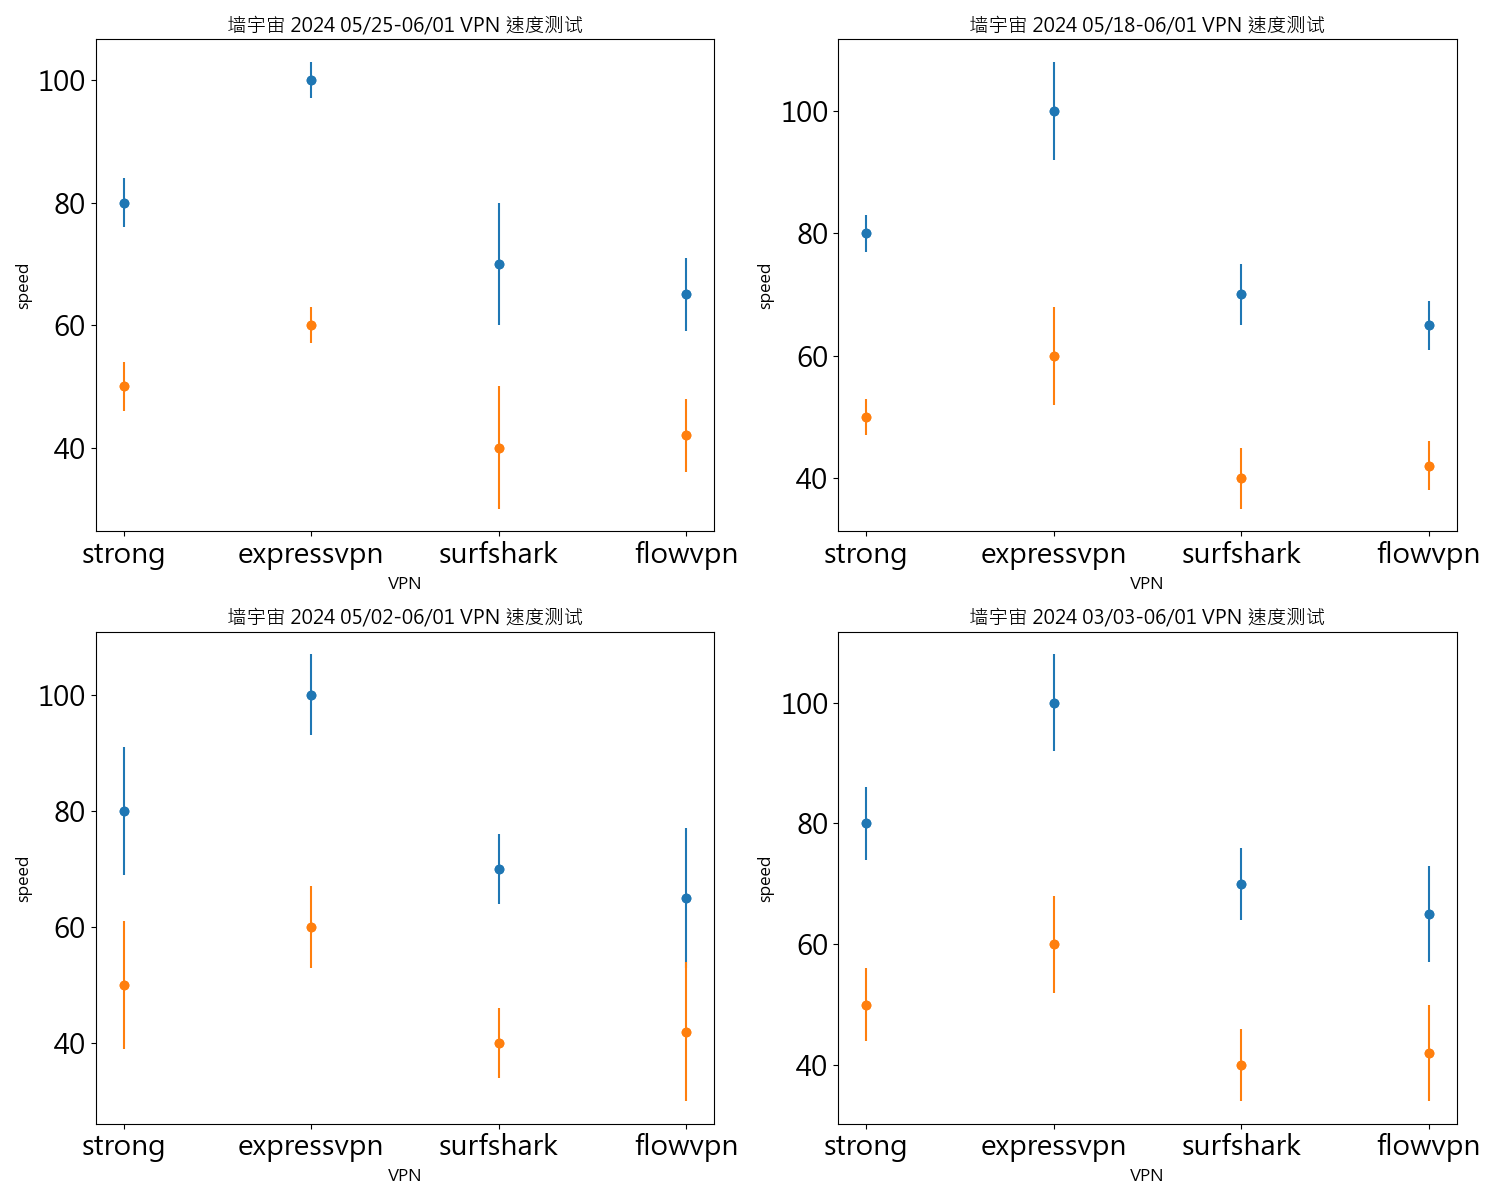 墙宇宙 2024 05/25-06/01 VPN 速度测试
100
80
60
40
speed
strong expressvpn surfshark flowvpn
VPN
墙宇宙 2024 05/18-06/01 VPN 速度测试
100
80
60
40
speed
strong expressvpn surfshark flowvpn
VPN
墙宇宙 2024 05/02-06/01 VPN 速度测试
100
80
60
40
speed
strong expressvpn surfshark flowvpn
VPN
墙宇宙 2024 03/03-06/01 VPN 速度测试
100
80
60
40
speed
strong expressvpn surfshark flowvpn
VPN